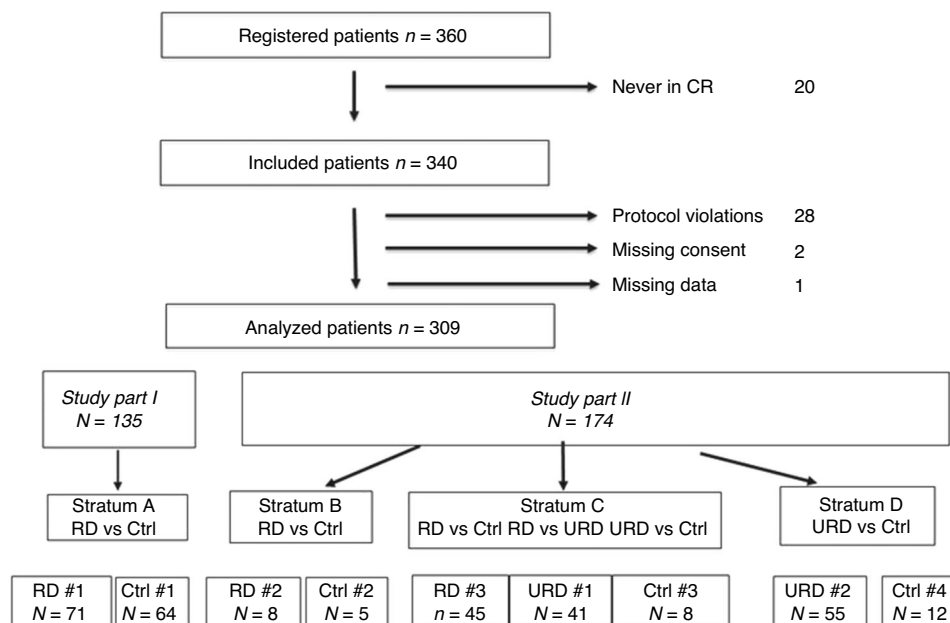 Registered patients n = 360
Never in CR 20
Included patients n = 340
Protocol violations 28
Missing consent 2
Missing data 1
Analyzed patients n = 309
Study part I
N = 135
Study part II
N = 174
Stratum A
RD vs Ctrl
Stratum B
RD vs Ctrl
Stratum C
RD vs Ctrl RD vs URD URD vs Ctrl
Stratum D
URD vs Ctrl
RD #1
N = 71
Ctrl #1
N = 64
RD #2
N = 8
Ctrl #2
N = 5
RD #3
n = 45
URD #1
N = 41
Ctrl #3
N = 8
URD #2
N = 55
Ctrl #4
N = 12